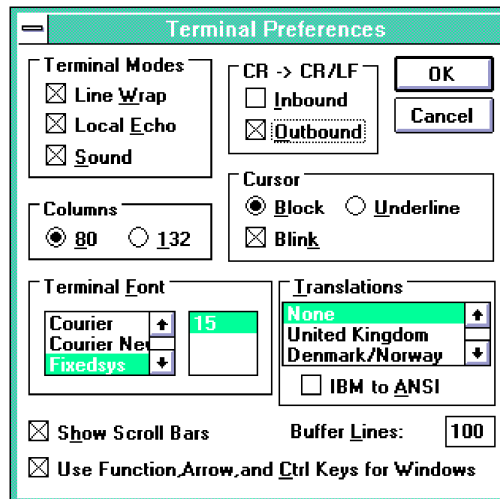 Terminal Preferences
Terminal Modes
Line Wrap
Local Echo
Sound
CR -> CR/LF
Inbound
Outbound
OK
Cancel
Columns
80 132
Cursor
Block Underline
Blink
Terminal Font
Courier
Courier Nev
Fixedsys
15
Translations
None
United Kingdom
Denmark/Norway
IBM to ANSI
Show Scroll Bars
Buffer Lines: 100
Use Function,Arrow,and Ctrl Keys for Windows